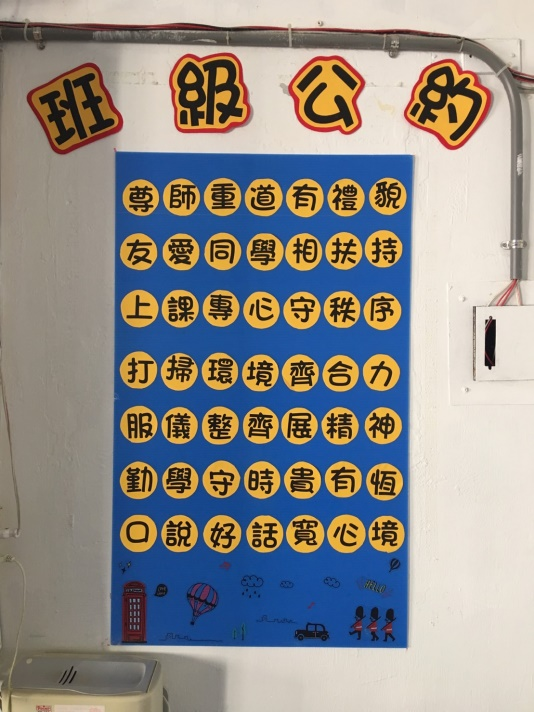 班級公約
尊師重道有禮貌
友愛同學相扶持
上課專心守秩序
打掃環境齊合力
服儀整齊展精神
勤學守時貴有恆
口說好話寬心境